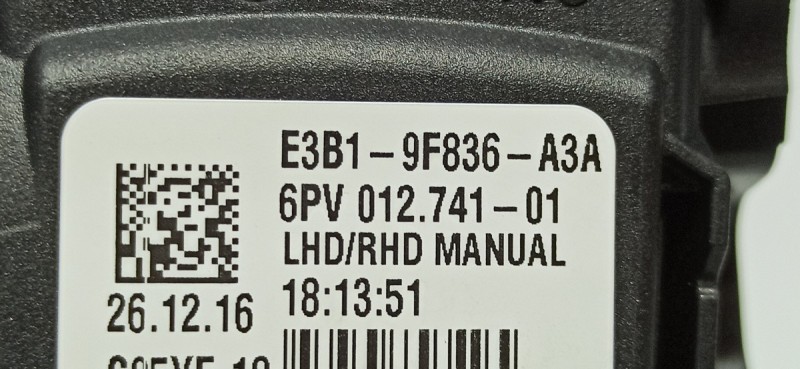 E3B1-9F836-A3A
6PV 012.741-01
LHD/RHD MANUAL
26.12.16
18:13:51